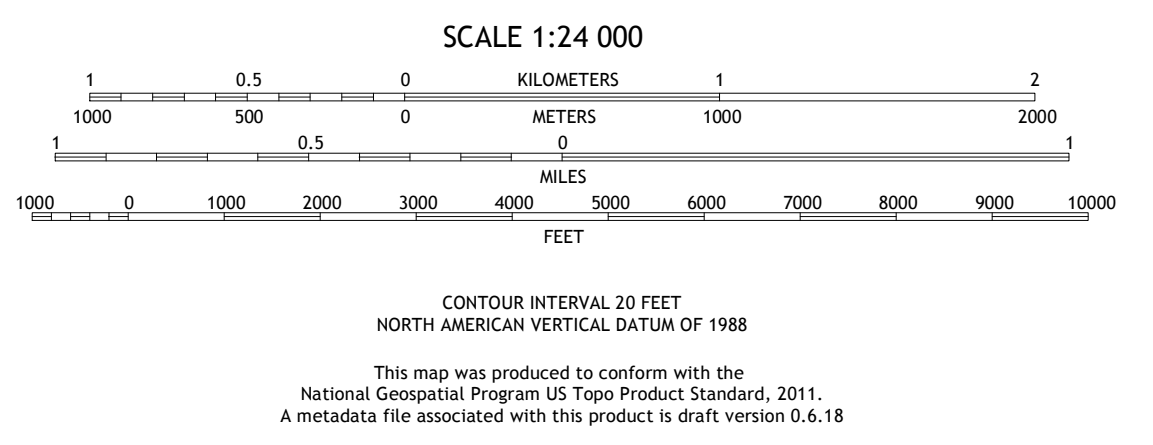 SCALE 1:24 000
1 0.5 0 KILOMETERS 1 2
1000 500 0 METERS 1000 2000
1 0.5 0 1
MILES
1000 0 1000 2000 3000 4000 5000 6000 7000 8000 9000 10000
FEET
CONTOUR INTERVAL 20 FEET
NORTH AMERICAN VERTICAL DATUM OF 1988
This map was produced to conform with the
National Geospatial Program US Topo Product Standard, 2011.
A metadata file associated with this product is draft version 0.6.18